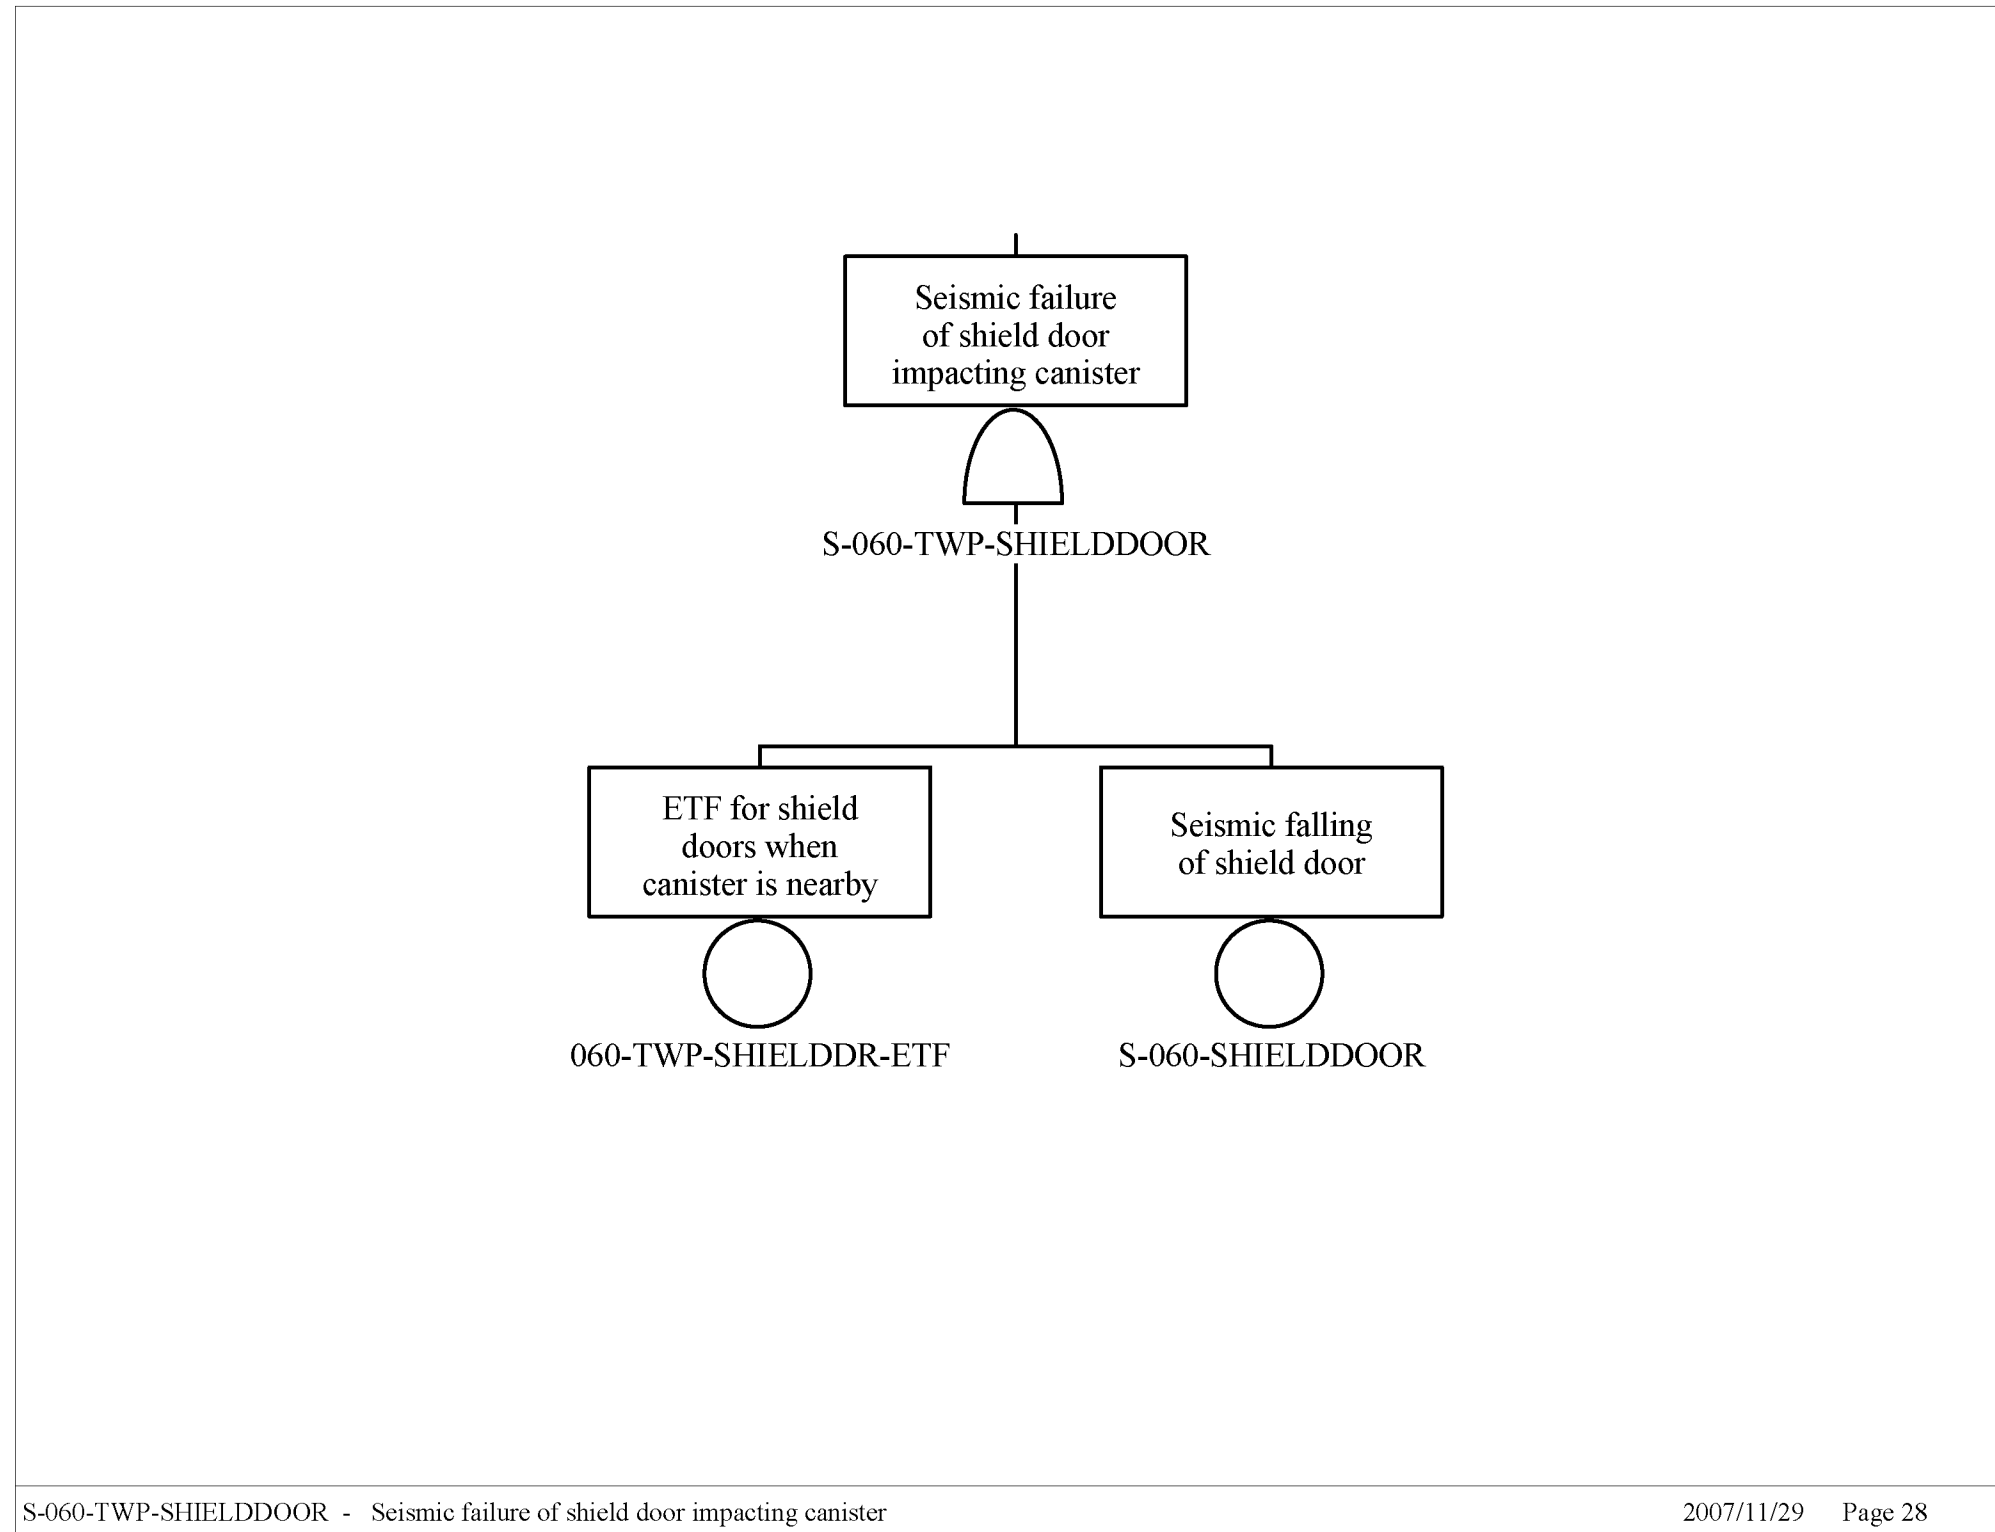 Seismic failure
of shield door
impacting canister
S-060-TWP-SHIELDDOOR
ETF for shield
doors when
canister is nearby
060-TWP-SHIELDDR-ETF
Seismic falling
of shield door
S-060-SHIELDDOOR
S-060-TWP-SHIELDDOOR - Seismic failure of shield door impacting canister
2007/11/29 Page 28